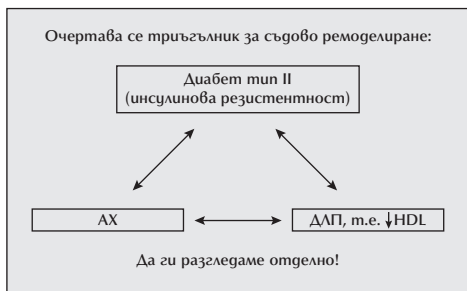 Очертава се триъгълник за съдово ремоделиране:
Диабет тип II
(инсулинова резистентност)
АХ
ДЛП, т.е. ↓HDL
Да ги разгледаме отделно!